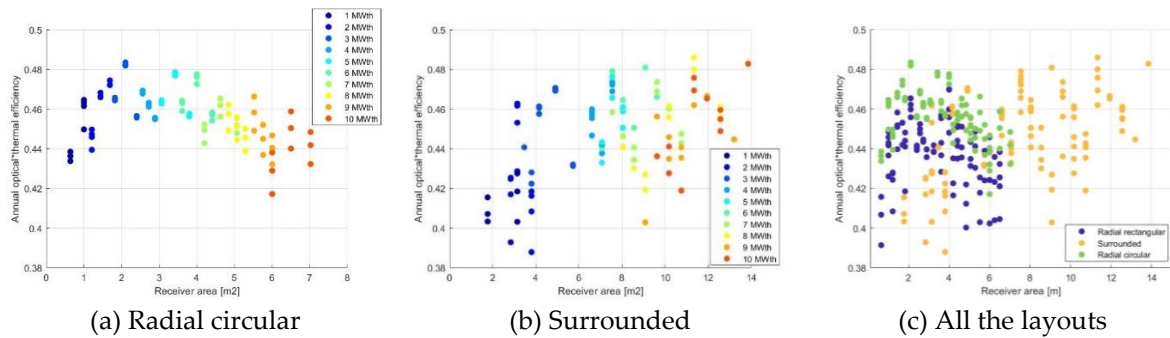 0.5
0.48
0.46
0.44
0.42
0.4
0.38
Annual optical*thermal efficiency
0 1 2 3 4 5 6 7 8
Receiver area [m2]
1 MWth
2 MWth
3 MWth
4 MWth
5 MWth
6 MWth
7 MWth
8 MWth
9 MWth
10 MWth
(a) Radial circular
0.5
0.48
0.46
0.44
0.42
0.4
0.38
Annual optical*thermal efficiency
0 2 4 6 8 10 12 14
Receiver area [m2]
1 MWth
2 MWth
3 MWth
4 MWth
5 MWth
6 MWth
7 MWth
8 MWth
9 MWth
10 MWth
(b) Surrounded
0.5
0.48
0.46
0.44
0.42
0.4
0.38
Annual optical*thermal efficiency
2 4 6 8 10 12 14
Receiver area [m]
Radial rectangular
Surrounded
Radial circular
(c) All the layouts